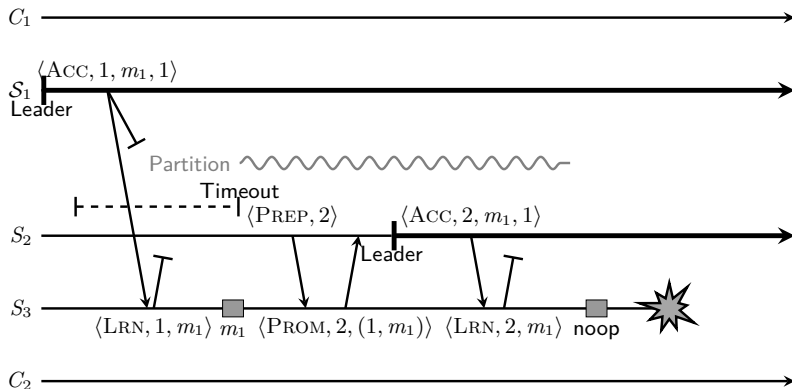 C₁
⟨ACC, 1, m₁, 1⟩
S₁
Leader
Partition
Timeout
⟨PREP, 2⟩
⟨ACC, 2, m₁, 1⟩
S₂
Leader
S₃
⟨LRN, 1, m₁⟩ m₁ ⟨PROM, 2, (1, m₁)⟩ ⟨LRN, 2, m₁⟩ noop
C₂